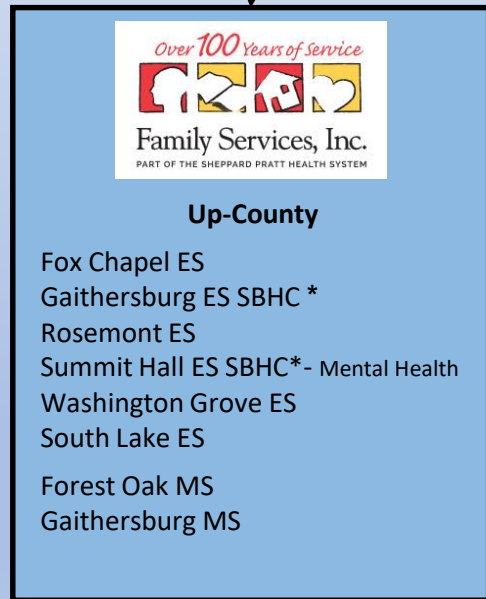 Over 100 Years of Service
Family Services, Inc.
PART OF THE SHEPPARD PRATT HEALTH SYSTEM
Up-County
Fox Chapel ES
Gaithersburg ES SBHC *
Rosemont ES
Summit Hall ES SBHC*- Mental Health
Washington Grove ES
South Lake ES
Forest Oak MS
Gaithersburg MS